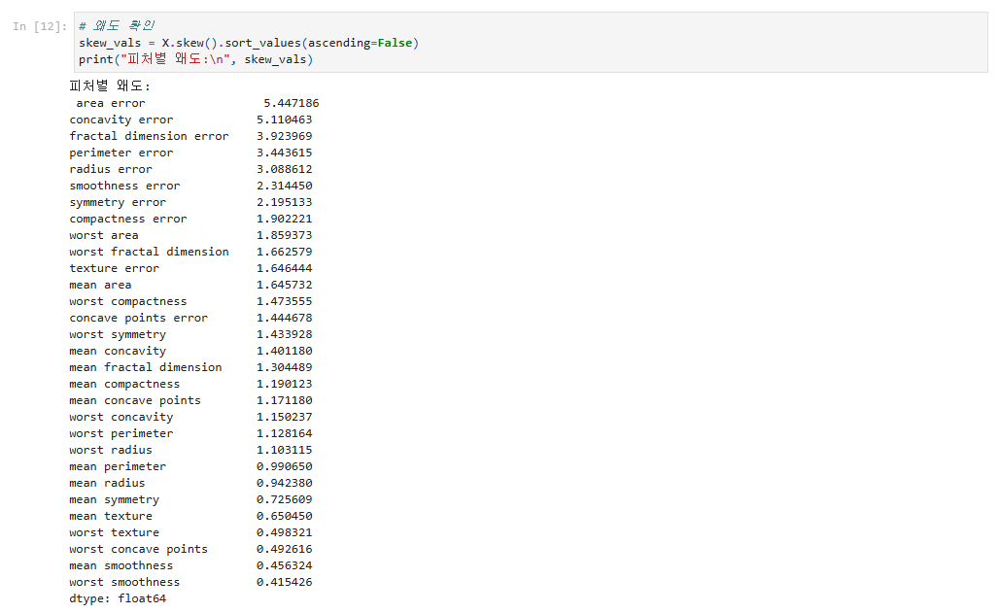 In [12]: # 왜도 확인
skew_vals = X.skew().sort_values(ascending=False)
print("피처별 왜도:\n", skew_vals)
피처별 왜도:
area error 5.447186
concavity error 5.110463
fractal dimension error 3.923969
perimeter error 3.443615
radius error 3.088612
smoothness error 2.314450
symmetry error 2.195133
compactness error 1.902221
worst area 1.859373
worst fractal dimension 1.662579
texture error 1.646444
mean area 1.645732
worst compactness 1.473555
concave points error 1.444678
worst symmetry 1.433928
mean concavity 1.401180
mean fractal dimension 1.304489
mean compactness 1.190123
mean concave points 1.171180
worst concavity 1.150237
worst perimeter 1.128164
worst radius 1.103115
mean perimeter 0.990650
mean radius 0.942380
mean symmetry 0.725609
mean texture 0.650450
worst texture 0.498321
worst concave points 0.492616
mean smoothness 0.456324
worst smoothness 0.415426
dtype: float64